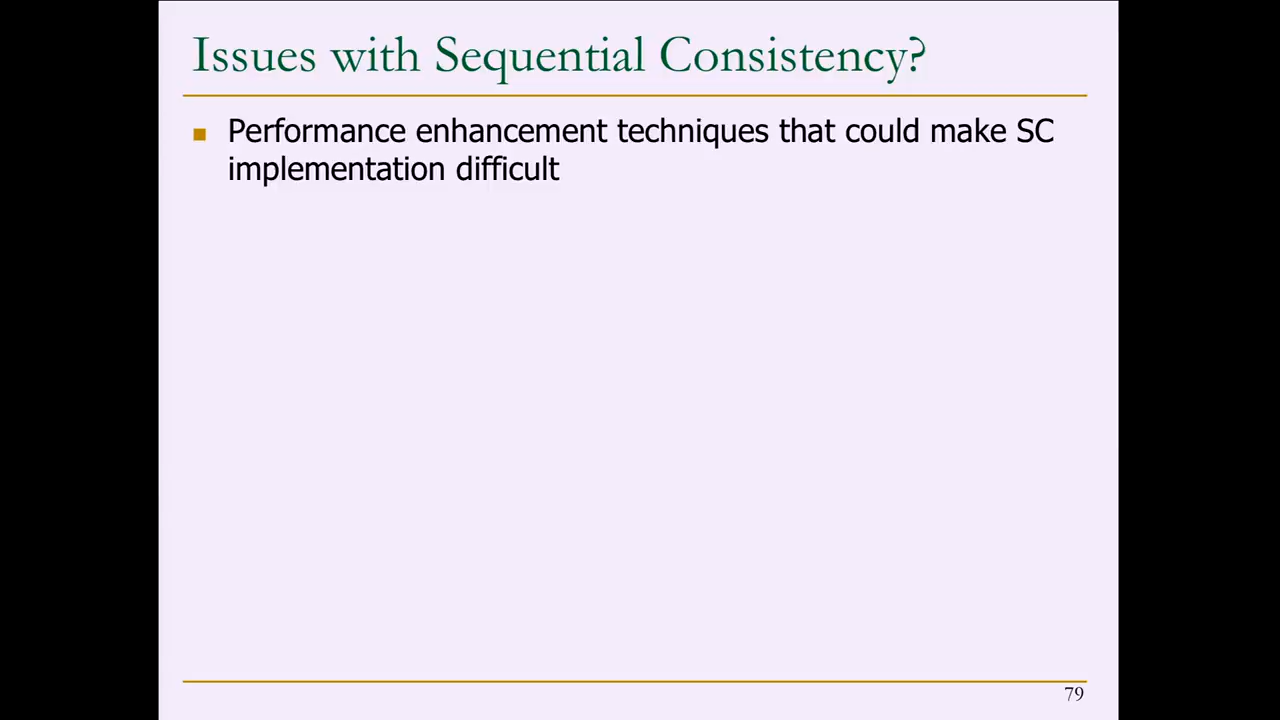 Issues with Sequential Consistency?
Performance enhancement techniques that could make SC
implementation difficult
79